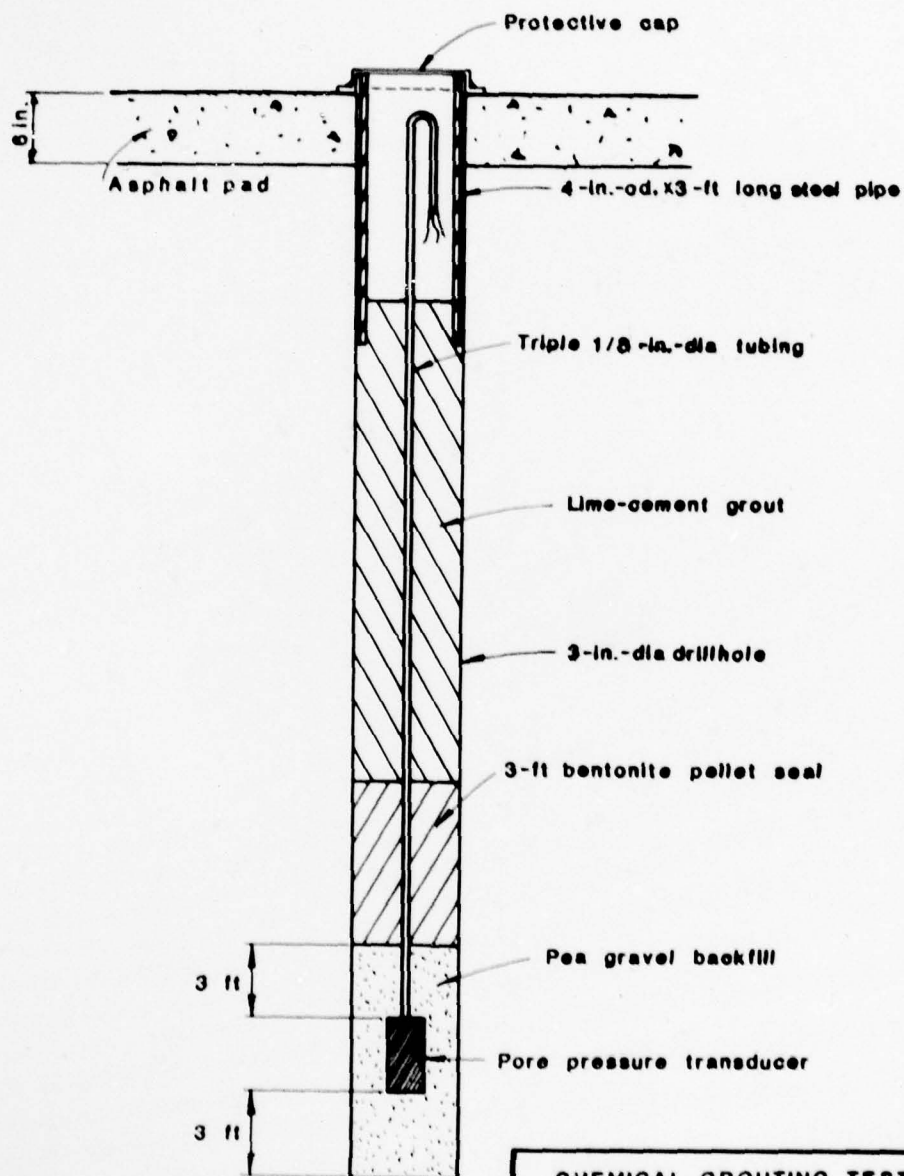 Protective cap
6 in.
Asphalt pad
4-in.-od. x 3-ft long steel pipe
Triple 1/8-in.-dia tubing
Lime-cement grout
3-in.-dia drillhole
3-ft bentonite pellet seal
3 ft
Pea gravel backfill
Pore pressure transducer
3 ft
CHEMICAL GROUTING TEST